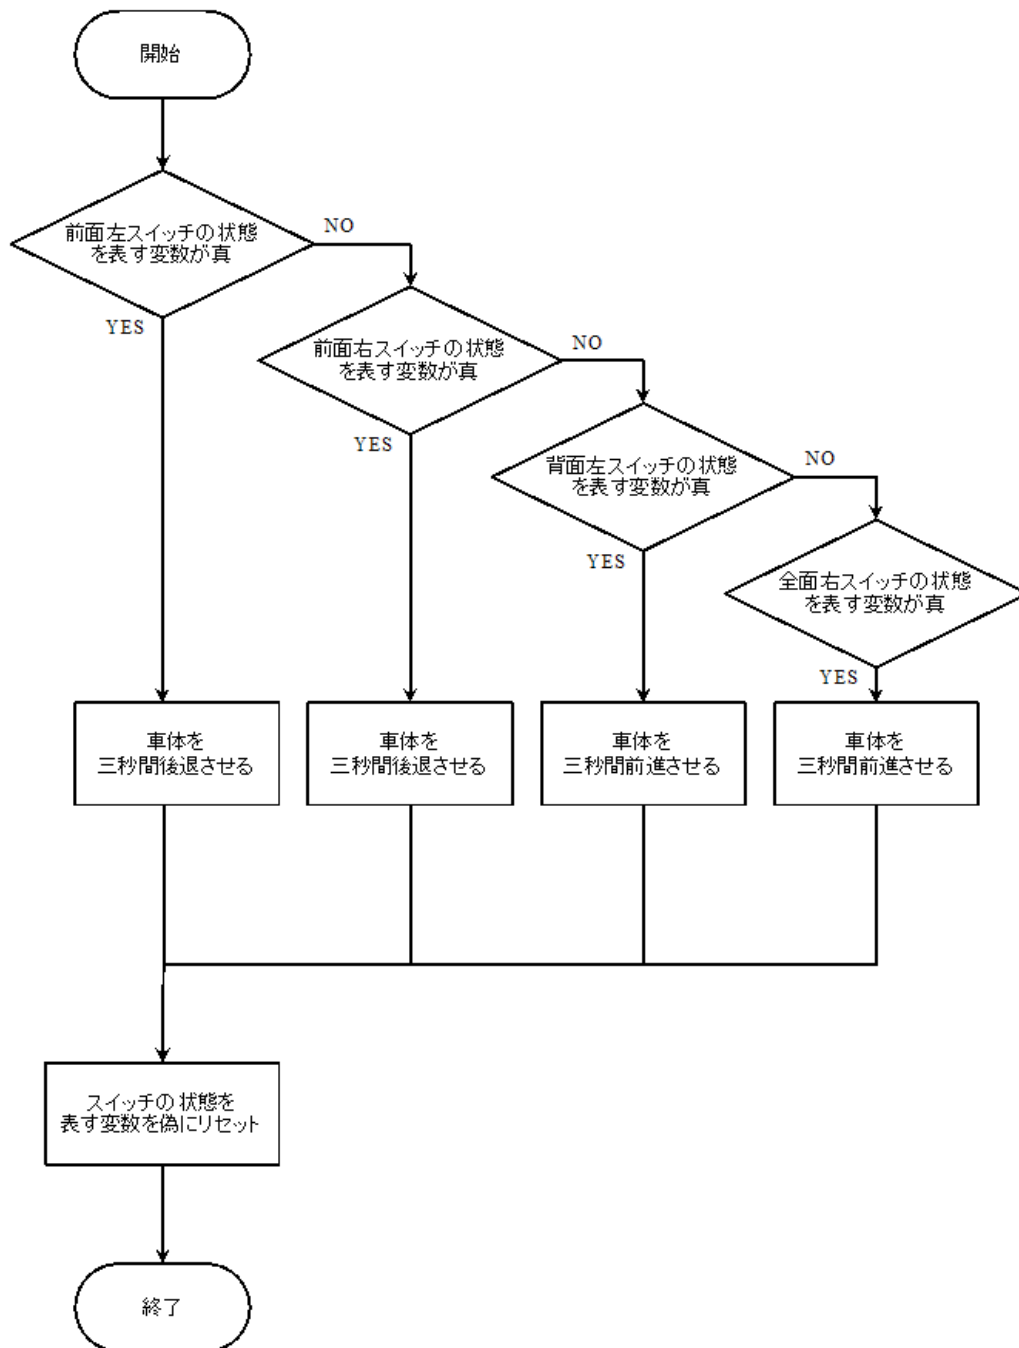 開始
前面左スイッチの状態
を表す変数が真
NO
YES
前面右スイッチの状態
を表す変数が真
NO
YES
背面左スイッチの状態
を表す変数が真
NO
YES
全面右スイッチの状態
を表す変数が真
YES
車体を
三秒間後退させる
車体を
三秒間後退させる
車体を
三秒間前進させる
車体を
三秒間前進させる
スイッチの状態を
表す変数を偽にリセット
終了